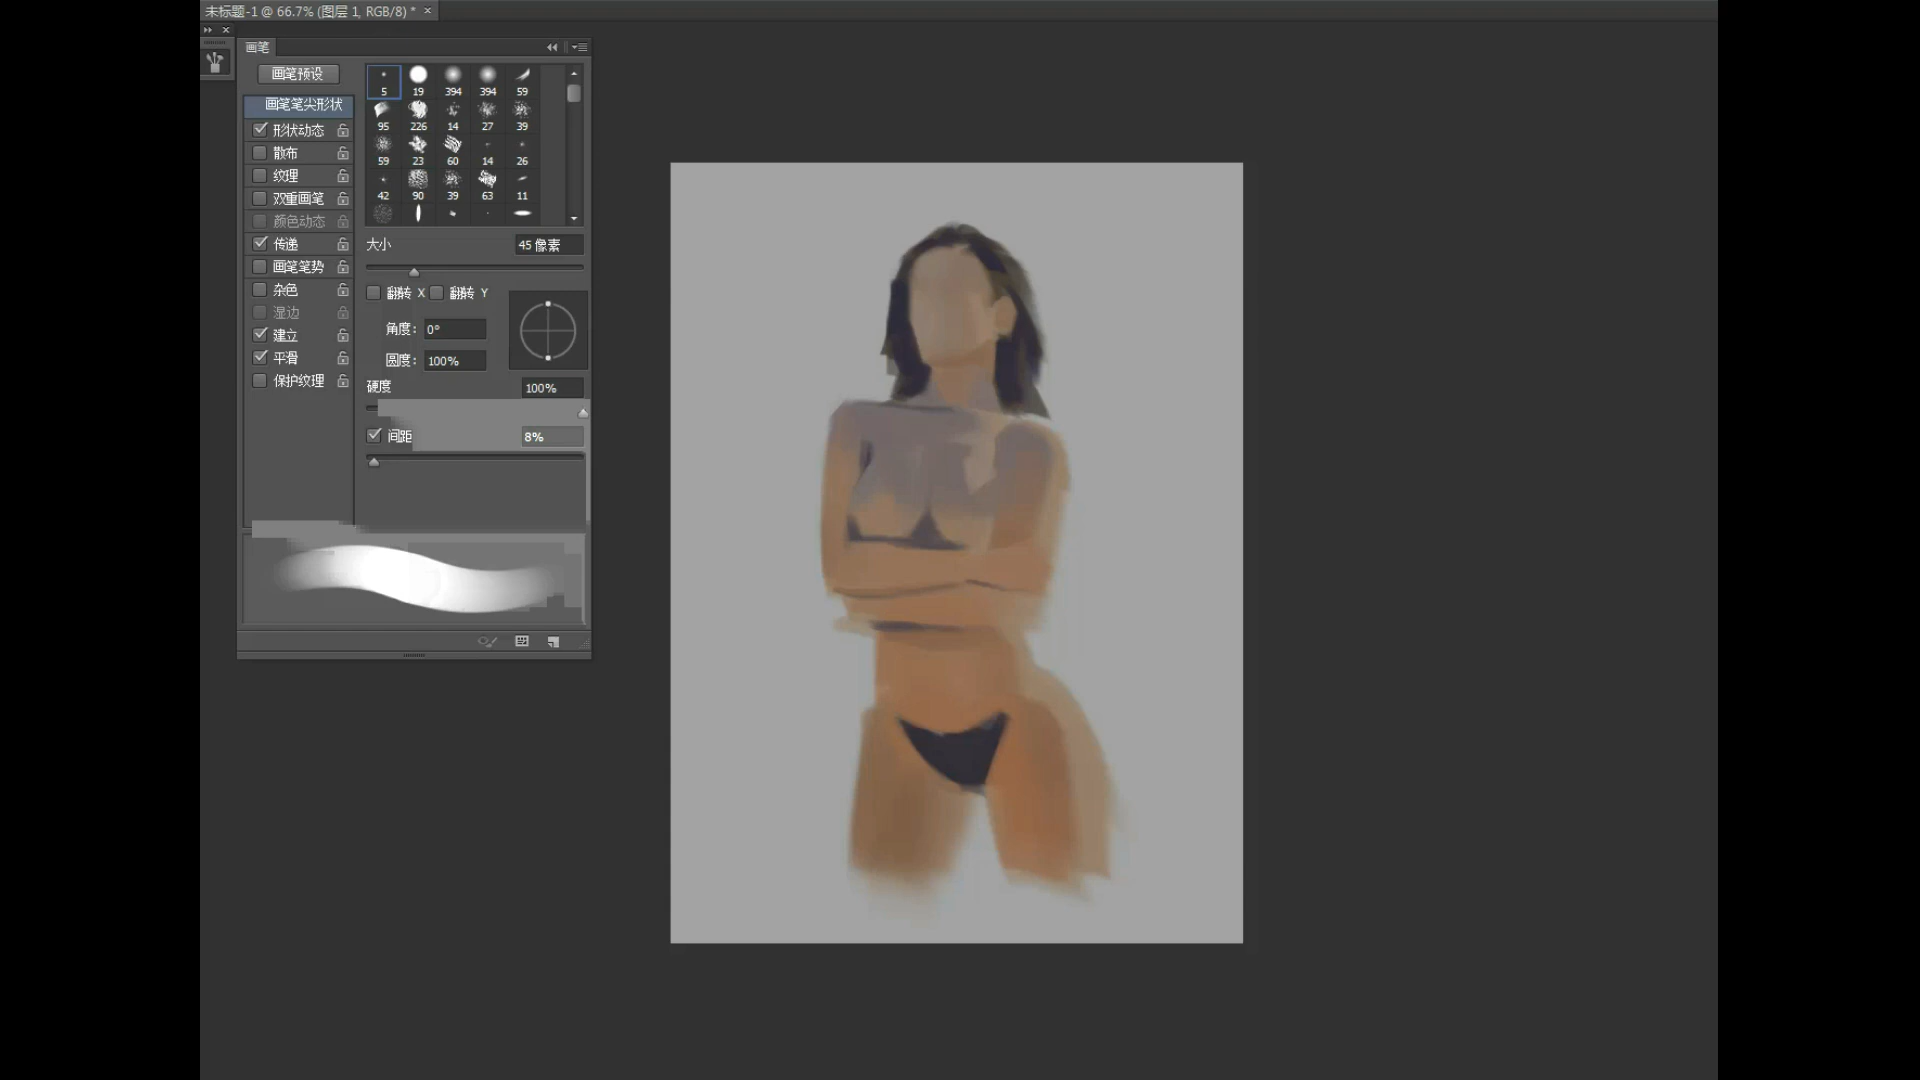 未标题-1 @ 66.7% (图层 1, RGB/8) * ×
画笔
画笔预设
画笔笔尖形状
形状动态
散布
纹理
双重画笔
颜色动态
传递
画笔笔势
杂色
湿边
建立
平滑
保护纹理
5 19 394 394 59
95 226 14 27 39
59 23 60 14 26
42 90 39 63 11
大小 45 像素
翻转 X 翻转 Y
角度: 0°
圆度: 100%
硬度 100%
间距 8%